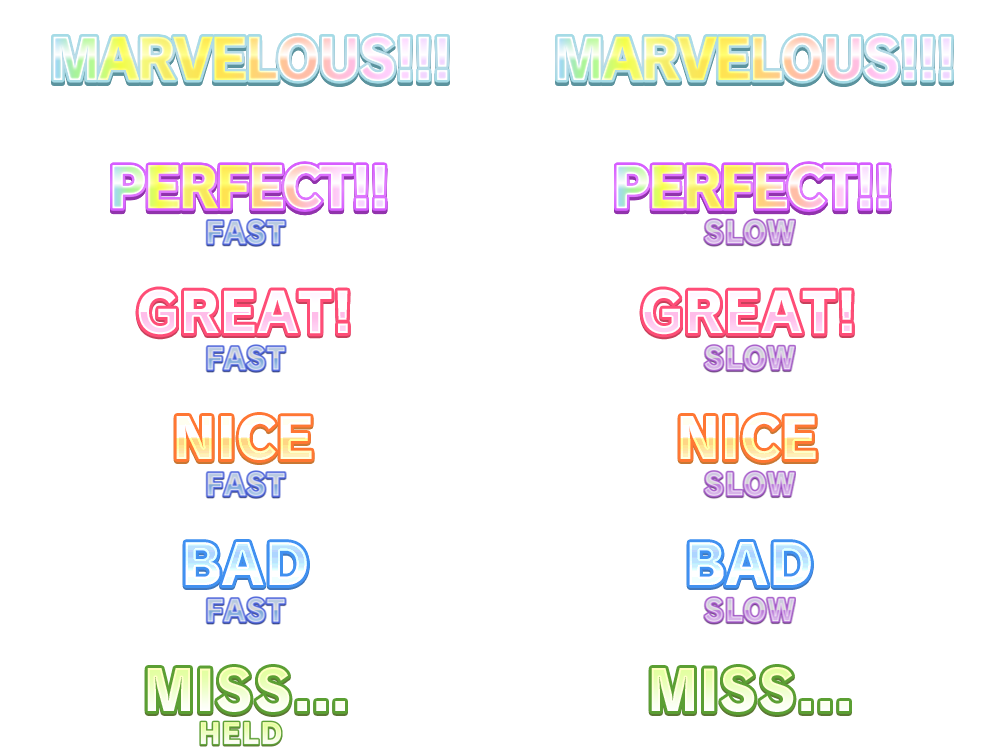 MARVELOUS!!! MARVELOUS!!!
PERFECT!! PERFECT!!
FAST SLOW
GREAT! GREAT!
FAST SLOW
NICE NICE
FAST SLOW
BAD BAD
FAST SLOW
MISS... MISS...
HELD